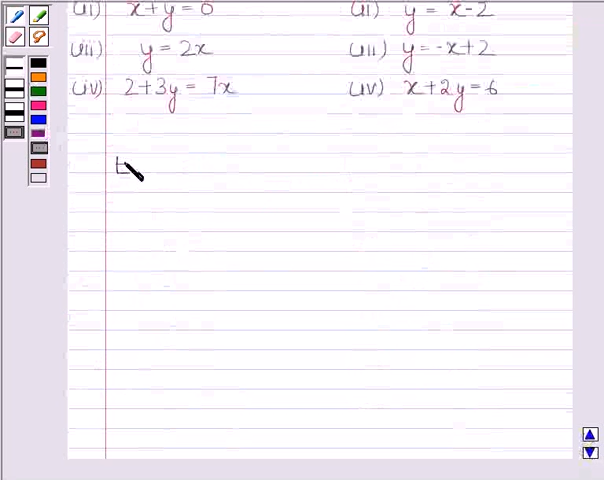 (ii) x+y=0 (ii) y = x-2
(iii) y = 2x (iii) y = -x+2
(iv) 2+3y = 7x (iv) x+2y=6